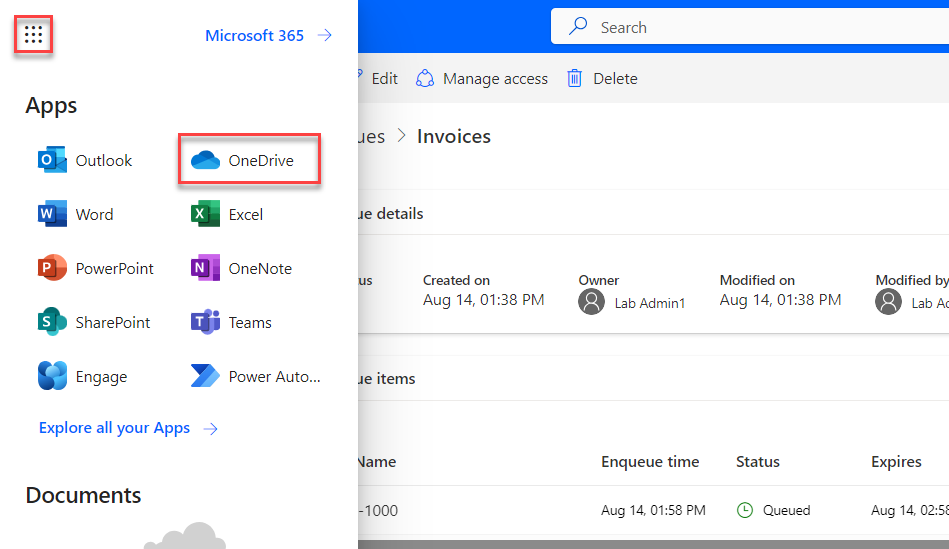 Microsoft 365
Search
Edit
Manage access
Delete
Apps
ues > Invoices
Outlook
OneDrive
Word
Excel
ue details
PowerPoint
OneNote
tus
Created on
Owner
Modified on
Modified by
Aug 14, 01:38 PM
Lab Admin1
Aug 14, 01:38 PM
Lab Ad
SharePoint
Teams
Engage
Power Auto...
ue items
Explore all your Apps
Name
Enqueue time
Status
Expires
Documents
-1000
Aug 14, 01:58 PM
Queued
Aug 14, 02:58